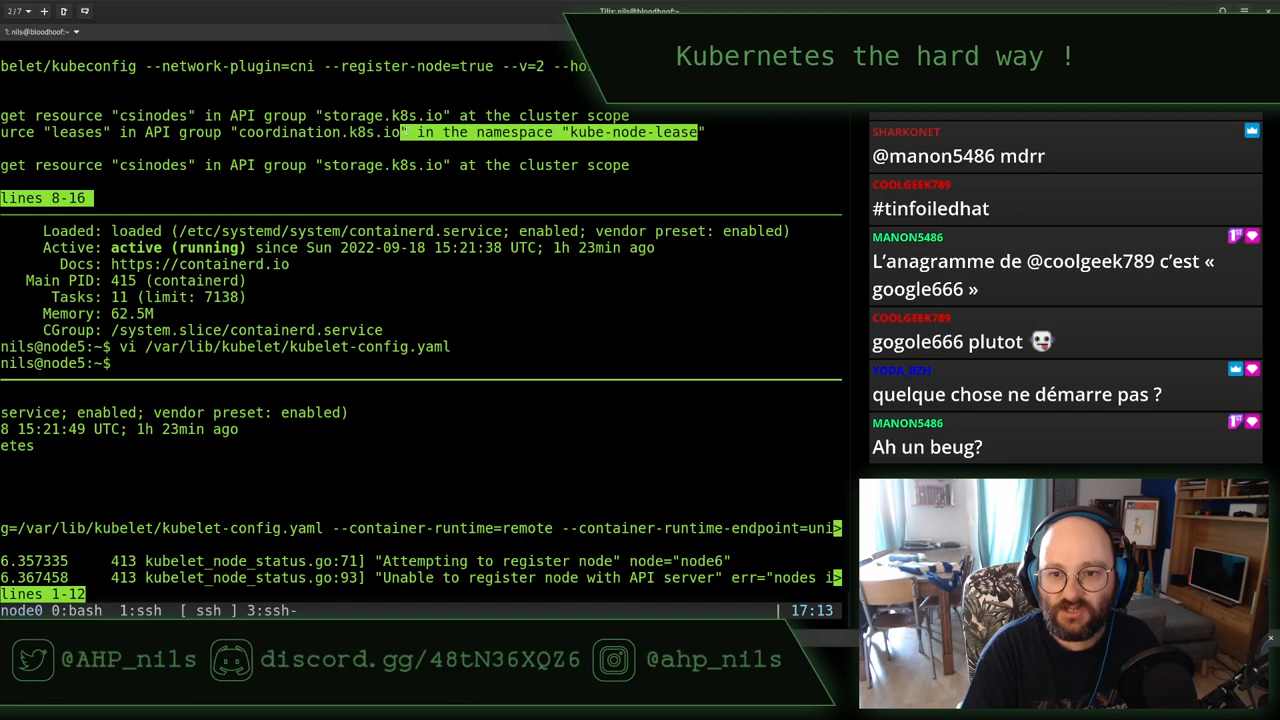 2/7
Tilix: nils@bloodhoof:~
1: nils@bloodhoof:~
Kubernetes the hard way !
belet/kubeconfig --network-plugin=cni --register-node=true --v=2 --ho
get resource "csinodes" in API group "storage.k8s.io" at the cluster scope
urce "leases" in API group "coordination.k8s.io" in the namespace "kube-node-lease"
get resource "csinodes" in API group "storage.k8s.io" at the cluster scope
lines 8-16
Loaded: loaded (/etc/systemd/system/containerd.service; enabled; vendor preset: enabled)
Active: active (running) since Sun 2022-09-18 15:21:38 UTC; 1h 23min ago
Docs: https://containerd.io
Main PID: 415 (containerd)
Tasks: 11 (limit: 7138)
Memory: 62.5M
CGroup: /system.slice/containerd.service
nils@node5:~$ vi /var/lib/kubelet/kubelet-config.yaml
nils@node5:~$
service; enabled; vendor preset: enabled)
8 15:21:49 UTC; 1h 23min ago
etes
g=/var/lib/kubelet/kubelet-config.yaml --container-runtime=remote --container-runtime-endpoint=uni>
6.357335     413 kubelet_node_status.go:71] "Attempting to register node" node="node6"
6.367458     413 kubelet_node_status.go:93] "Unable to register node with API server" err="nodes i>
lines 1-12
node0 0:bash  1:ssh  [ ssh ] 3:ssh-  | 17:13
SHARKONET
@manon5486 mdrr
COOLGEEK789
#tinfoiledhat
MANON5486
L’anagramme de @coolgeek789 c’est «
google666 »
COOLGEEK789
gogole666 plutot
YODA_BZH
quelque chose ne démarre pas ?
MANON5486
Ah un beug?
@AHP_nils discord.gg/48tN36XQZ6 @ahp_nils